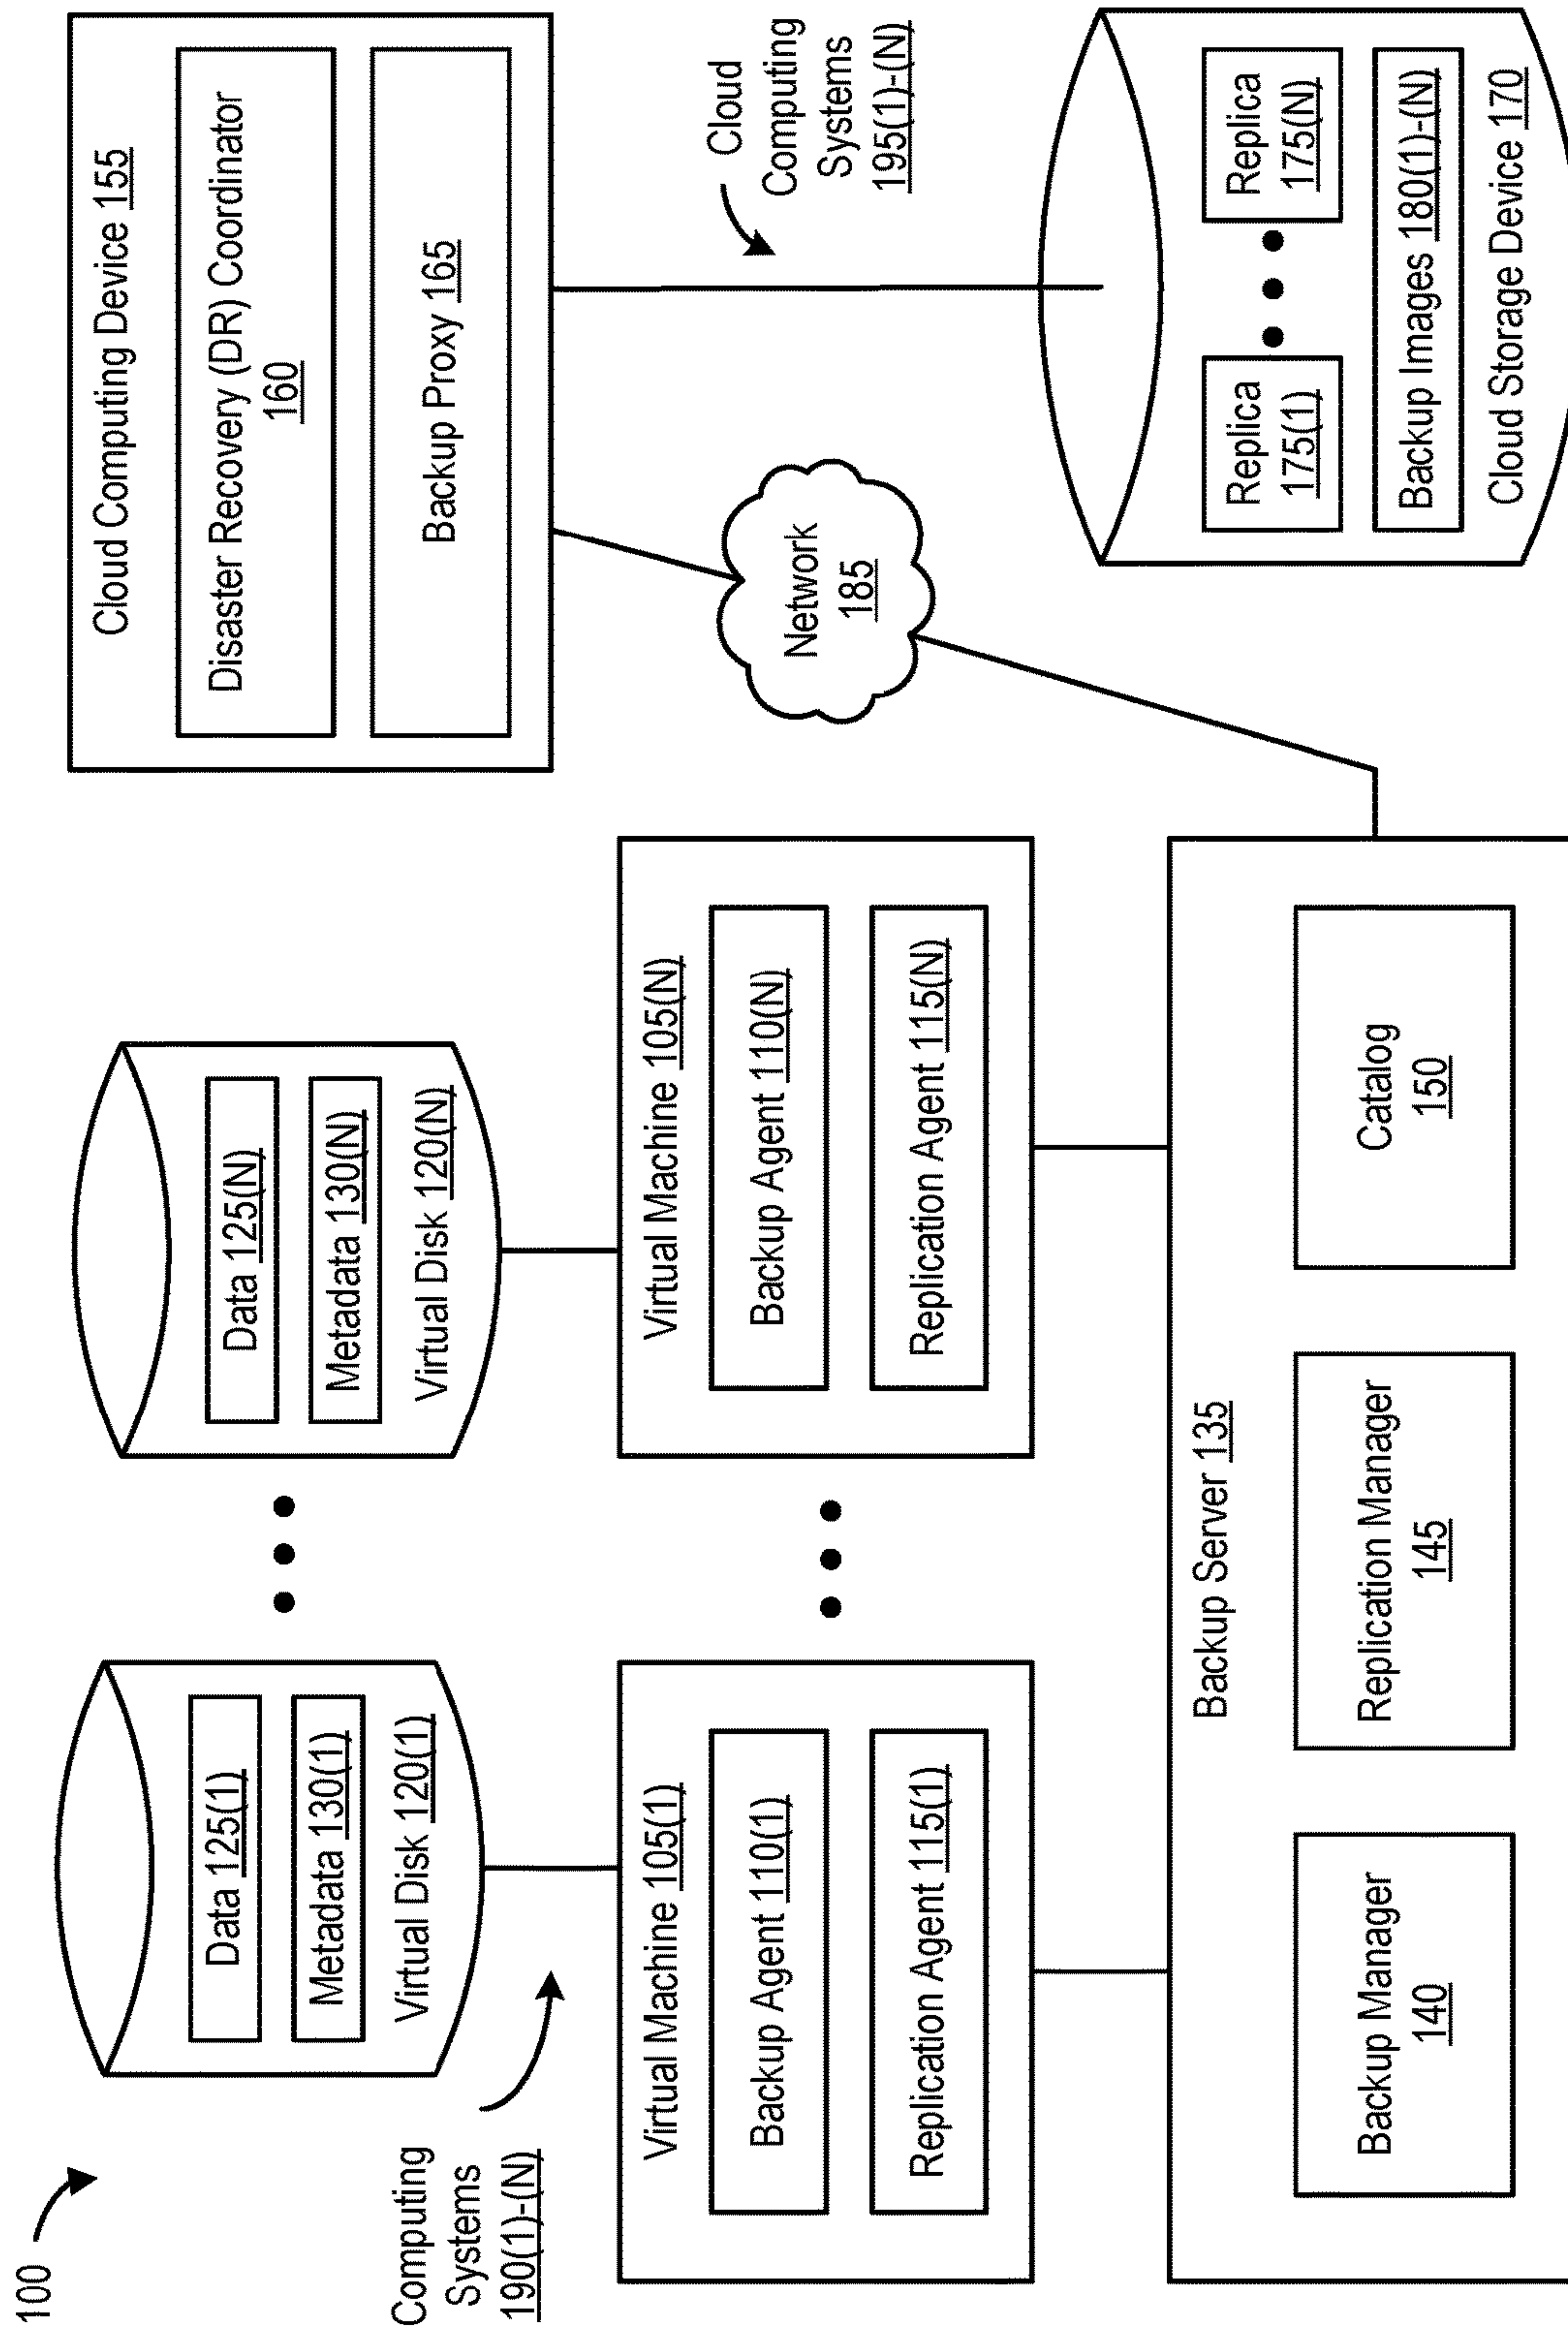 100
Computing
Systems
190(1)-(N)
Data 125(1)
Metadata 130(1)
Virtual Disk 120(1)
Data 125(N)
Metadata 130(N)
Virtual Disk 120(N)
Virtual Machine 105(1)
Backup Agent 110(1)
Replication Agent 115(1)
Virtual Machine 105(N)
Backup Agent 110(N)
Replication Agent 115(N)
Backup Server 135
Backup Manager
140
Replication Manager
145
Catalog
150
Cloud Computing Device 155
Disaster Recovery (DR) Coordinator
160
Backup Proxy 165
Network
185
Cloud
Computing
Systems
195(1)-(N)
Replica
175(1)
Replica
175(N)
Backup Images 180(1)-(N)
Cloud Storage Device 170